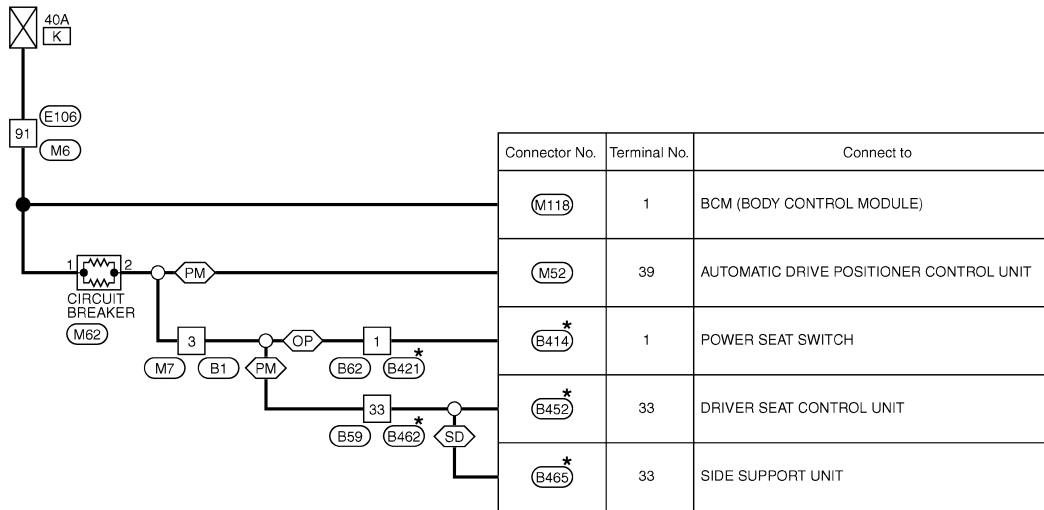 40A
K
E106
91
M6
Connector No. Terminal No. Connect to
M118 1 BCM (BODY CONTROL MODULE)
1 2 PM M52 39 AUTOMATIC DRIVE POSITIONER CONTROL UNIT
CIRCUIT
BREAKER
M62
3 OP 1 B414* 1 POWER SEAT SWITCH
M7 B1 PM B62 B421*
33 B452* 33 DRIVER SEAT CONTROL UNIT
B59 B462* SD
B465* 33 SIDE SUPPORT UNIT